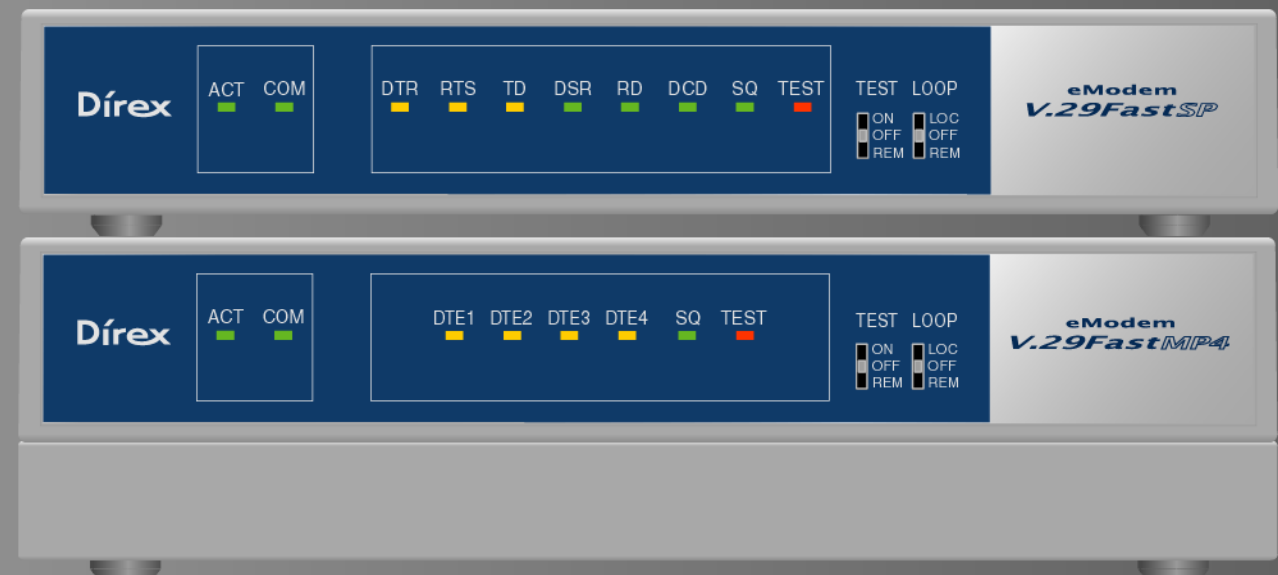 Dírex
ACT COM
DTR RTS TD DSR RD DCD SQ TEST
TEST LOOP
ON LOC
OFF OFF
REM REM
eModem
V.29FastSP
Dírex
ACT COM
DTE1 DTE2 DTE3 DTE4 SQ TEST
TEST LOOP
ON LOC
OFF OFF
REM REM
eModem
V.29FastMP4